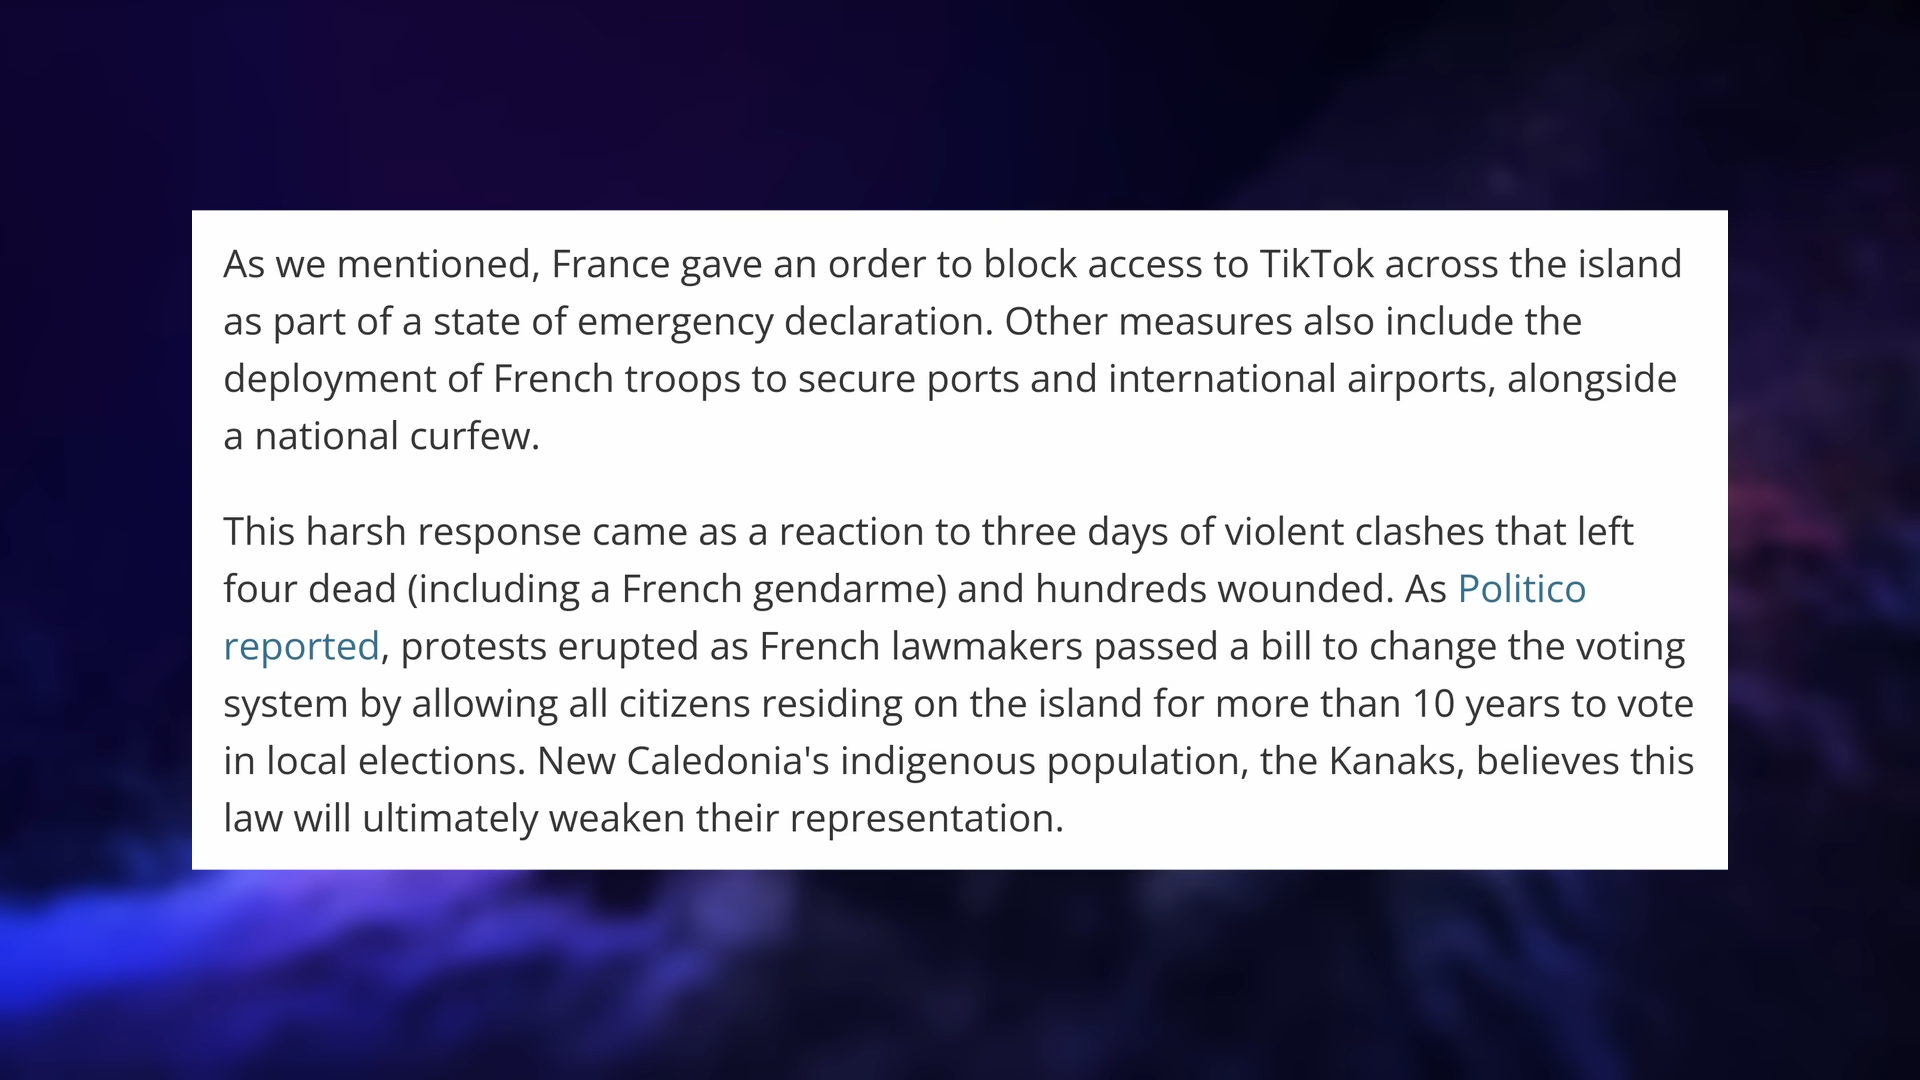 As we mentioned, France gave an order to block access to TikTok across the island
as part of a state of emergency declaration. Other measures also include the
deployment of French troops to secure ports and international airports, alongside
a national curfew.
This harsh response came as a reaction to three days of violent clashes that left
four dead (including a French gendarme) and hundreds wounded. As Politico
reported, protests erupted as French lawmakers passed a bill to change the voting
system by allowing all citizens residing on the island for more than 10 years to vote
in local elections. New Caledonia's indigenous population, the Kanaks, believes this
law will ultimately weaken their representation.